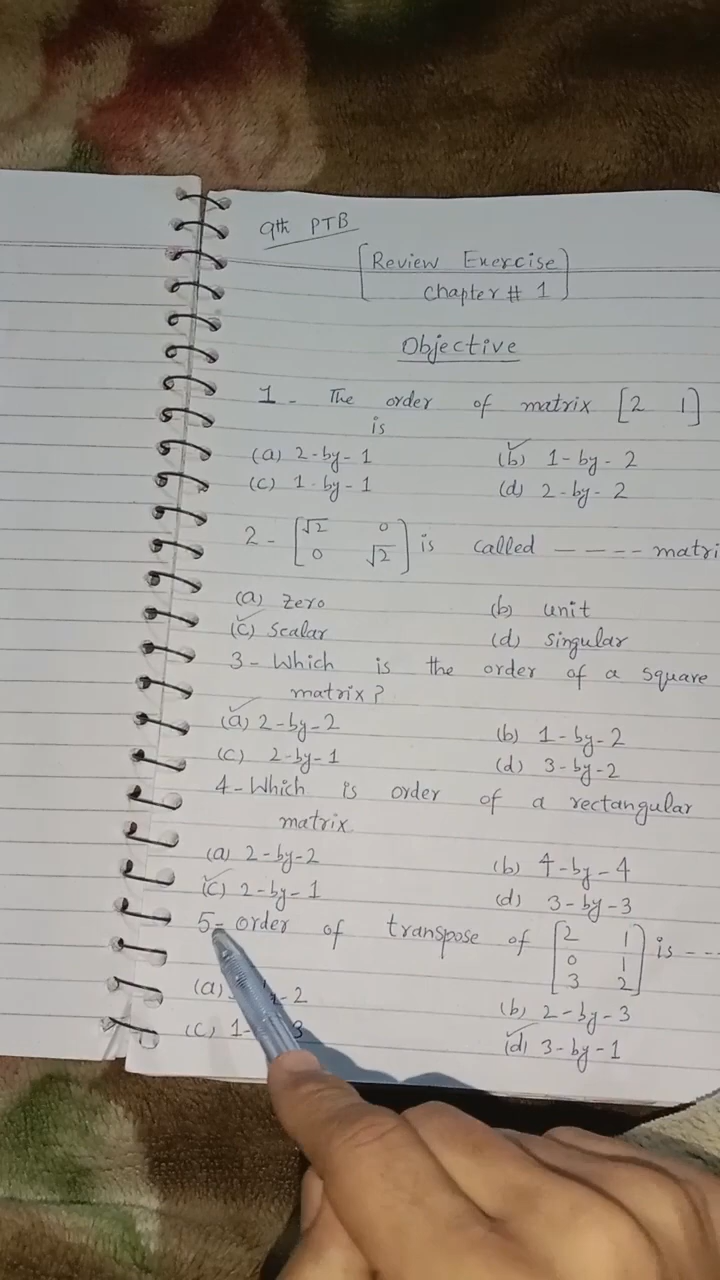 9th PTB
Review Exercise
Chapter # 1
Objective
1- The order of matrix [2 1]
is
(a) 2-by-1 (b) 1-by-2
(c) 1-by-1 (d) 2-by-2
2- [√2 0
0 √2] is called ---- matri
(a) Zero (b) unit
(c) Scalar (d) singular
3- Which is the order of a square
matrix?
(a) 2-by-2 (b) 1-by-2
(c) 2-by-1 (d) 3-by-2
4- Which is order of a rectangular
matrix
(a) 2-by-2 (b) 4-by-4
(c) 2-by-1 (d) 3-by-3
5- order of transpose of [2 1
0 1
3 2] is --
(a) -2 (b) 2-by-3
(c) 1- 3 (d) 3-by-1